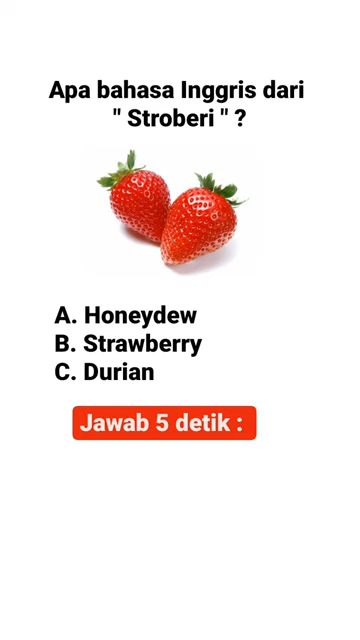 Apa bahasa Inggris dari
" Stroberi " ?
A. Honeydew
B. Strawberry
C. Durian
Jawab 5 detik :